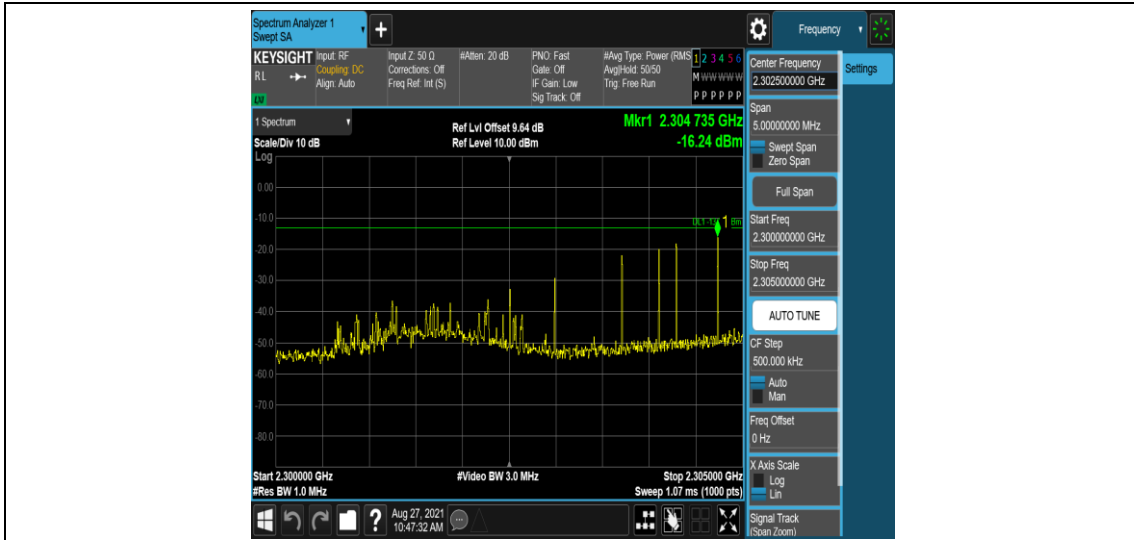 Spectrum Analyzer 1
Swept SA
Frequency
KEYSIGHT
RL
Input: RF
Coupling: DC
Align: Auto
Input Z: 50 Ω
Corrections: Off
Freq Ref: Int (S)
#Atten: 20 dB
PNO: Fast
Gate: Off
IF Gain: Low
Sig Track: Off
#Avg Type: Power (RMS
Avg|Hold: 50/50
Trig: Free Run
1 2 3 4 5 6
M W W W W W
P P P P P P
1 Spectrum
Scale/Div 10 dB
Log
Ref Lvl Offset 9.64 dB
Ref Level 10.00 dBm
Mkr1 2.304 735 GHz
-16.24 dBm
0.00
-10.0
1
-20.0
-30.0
-40.0
-50.0
-60.0
-70.0
-80.0
Start 2.300000 GHz
#Res BW 1.0 MHz
#Video BW 3.0 MHz
Stop 2.305000 GHz
Sweep 1.07 ms (1000 pts)
Center Frequency
2.302500000 GHz
Settings
Span
5.00000000 MHz
Swept Span
Zero Span
Full Span
Start Freq
2.300000000 GHz
Stop Freq
2.305000000 GHz
AUTO TUNE
CF Step
500.000 kHz
Auto
Man
Freq Offset
0 Hz
X Axis Scale
Log
Lin
Signal Track
(Span Zoom)
?
Aug 27, 2021
10:47:32 AM